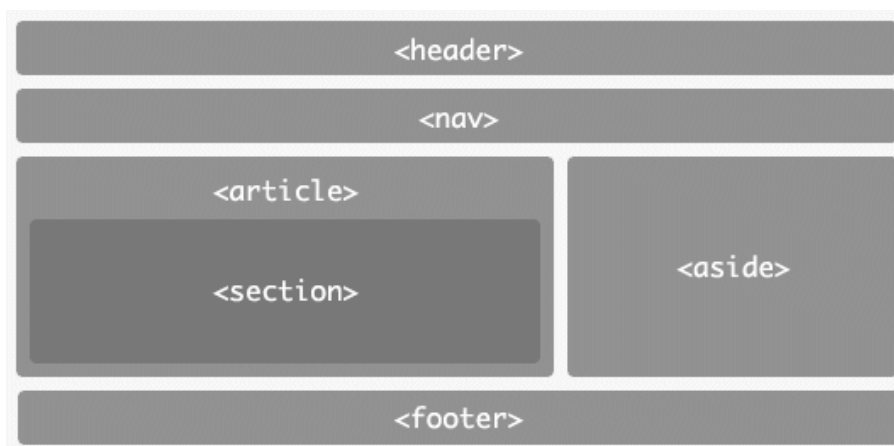 <header>
<nav>
<article>
<section>
<aside>
<footer>